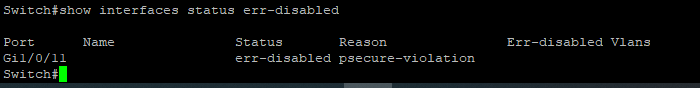 Switch#show interfaces status err-disabled
Port Name Status Reason Err-disabled Vlans
Gi1/0/11 err-disabled psecure-violation
Switch#